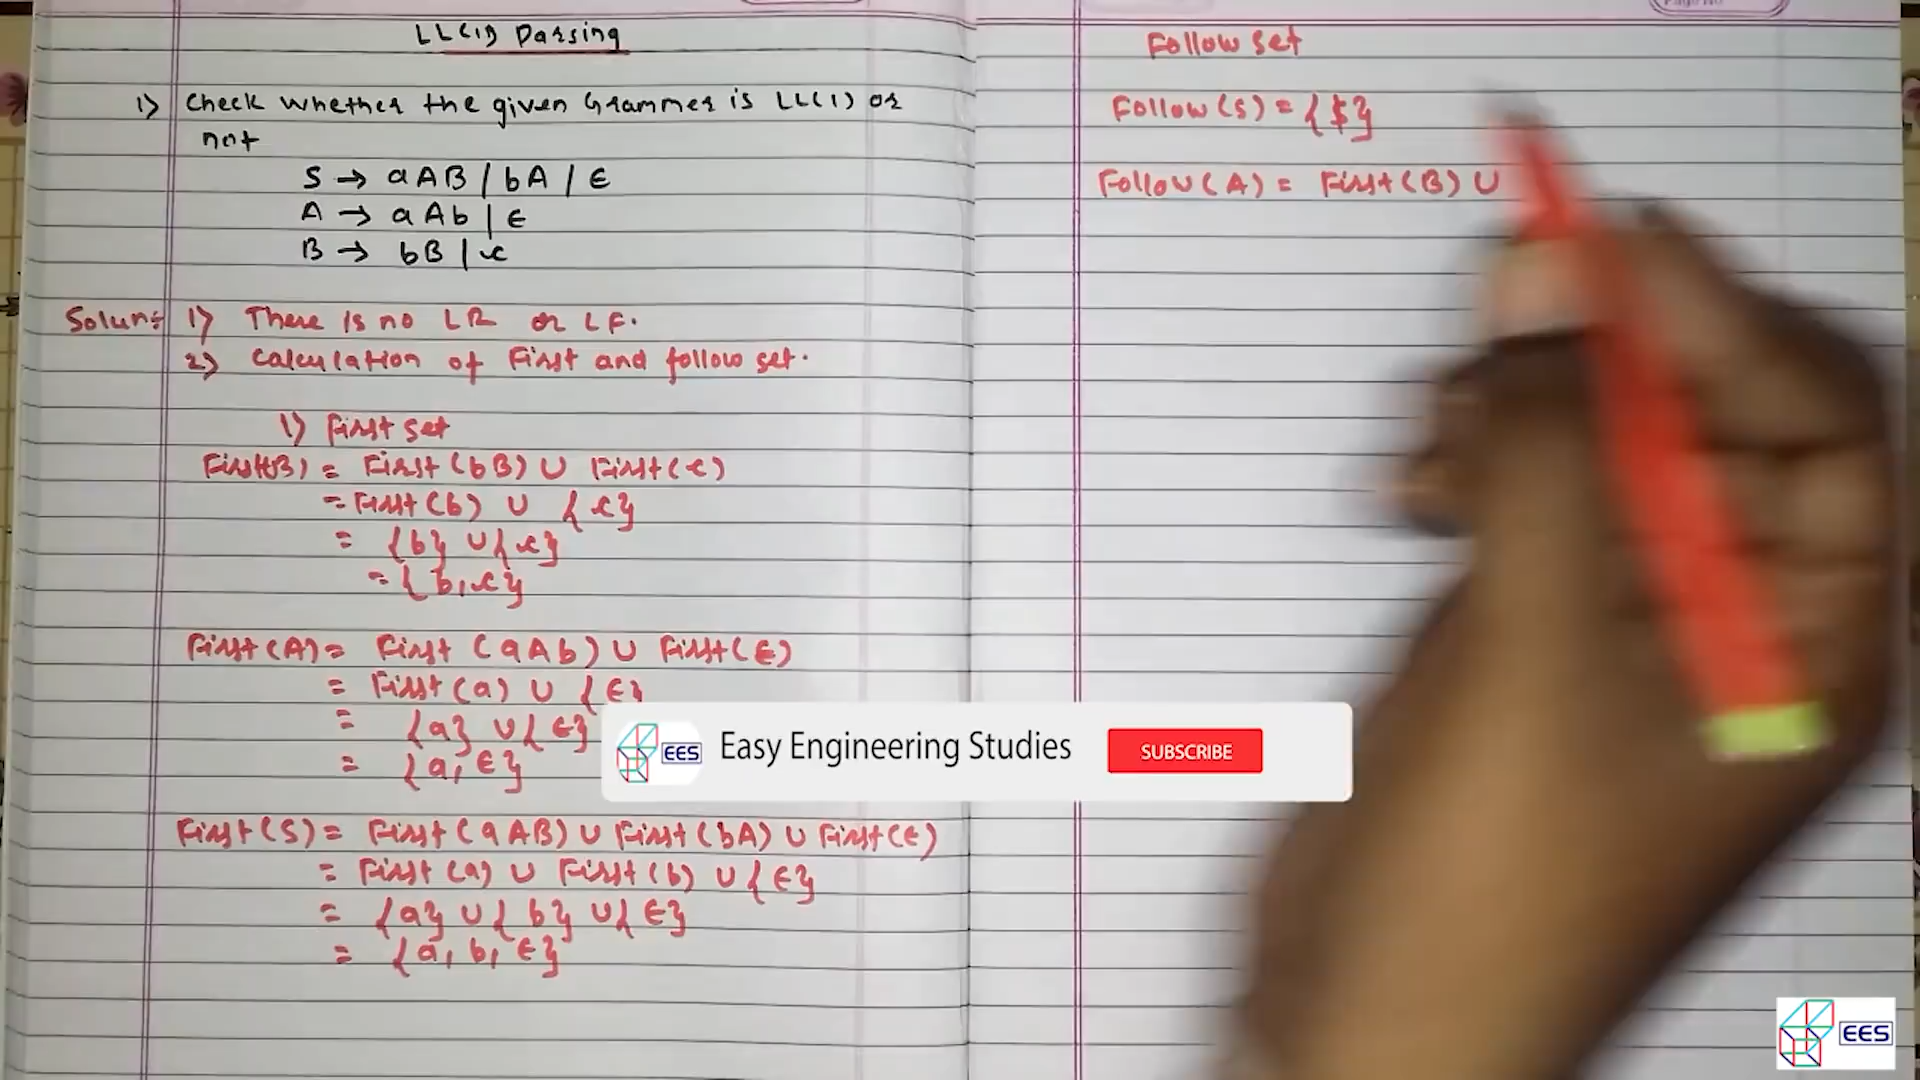 LL(1) Parsing
1) Check whether the given Grammer is LL(1) or
not
S → aAB | bA | ∈
A → aAb | ∈
B → bB | c
Solun:- 1) There is no LR or LF.
2) Calculation of First and follow set.
1) First set
First(B) = First(bB) ∪ First(c)
= First(b) ∪ {c}
= {b} ∪ {c}
= {b, c}
First(A) = First(aAb) ∪ First(∈)
= First(a) ∪ {∈}
= {a} ∪ {∈}
= {a, ∈}
First(S) = First(aAB) ∪ First(bA) ∪ First(∈)
= First(a) ∪ First(b) ∪ {∈}
= {a} ∪ {b} ∪ {∈}
= {a, b, ∈}
Page No
Follow set
Follow(S) = {$}
Follow(A) = First(B) ∪
EES Easy Engineering Studies SUBSCRIBE
EES